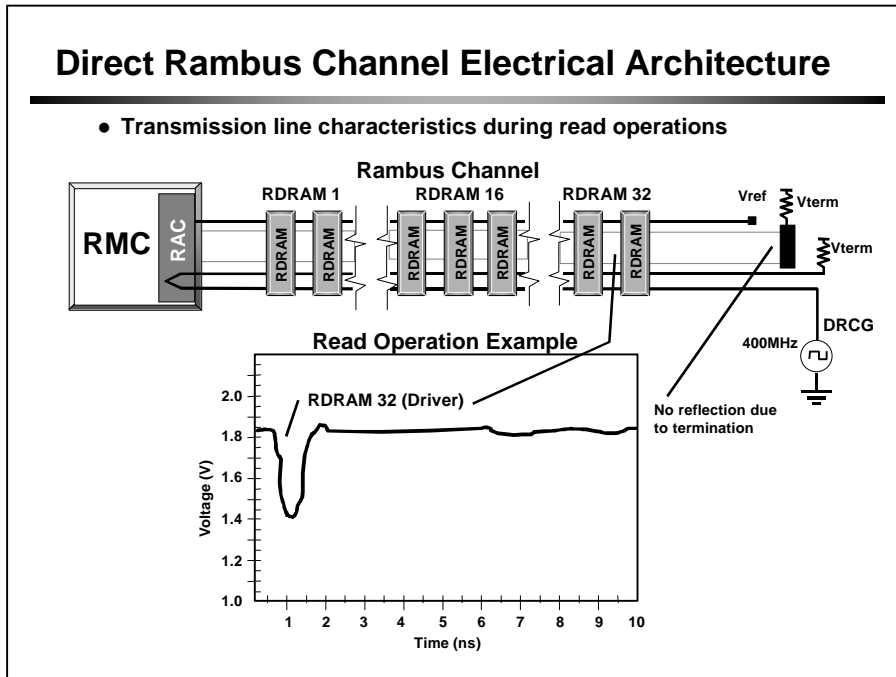 Direct Rambus Channel Electrical Architecture
● Transmission line characteristics during read operations
Rambus Channel
RDRAM 1
RDRAM 16
RDRAM 32
Vref
Vterm
RMC
RAC
RDRAM
RDRAM
RDRAM
RDRAM
RDRAM
RDRAM
RDRAM
Vterm
DRCG
400MHz
Read Operation Example
RDRAM 32 (Driver)
No reflection due
to termination
Voltage (V)
2.0
1.8
1.6
1.4
1.2
1.0
1 2 3 4 5 6 7 8 9 10
Time (ns)